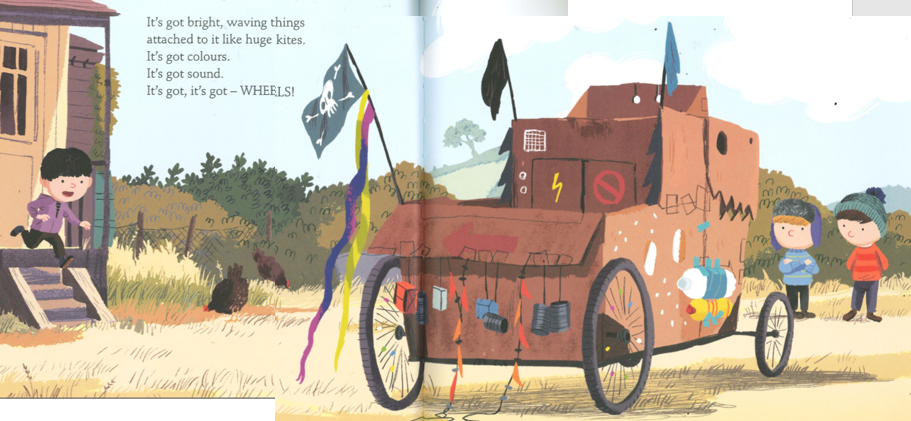 It's got bright, waving things
attached to it like huge kites.
It's got colours.
It's got sound.
It's got, it's got – WHEELS!